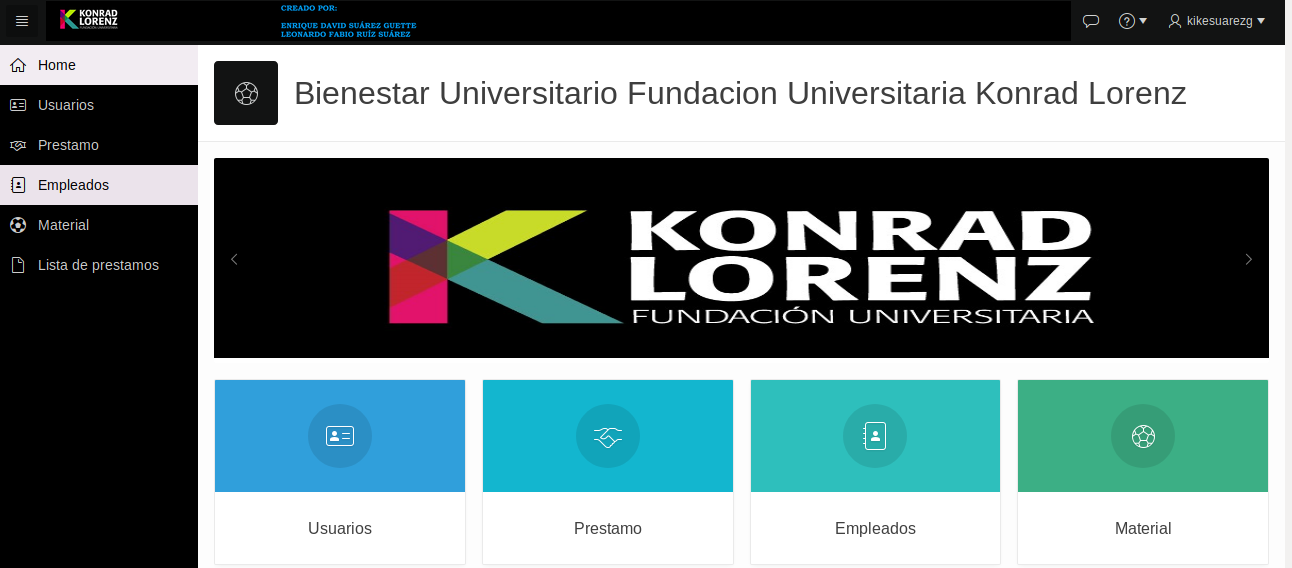 KONRAD
LORENZ
FUNDACIÓN UNIVERSITARIA
CREADO POR:
ENRIQUE DAVID SUÁREZ GUETTE
LEONARDO FABIO RUÍZ SUÁREZ
kikesuarezg
Home
Usuarios
Prestamo
Empleados
Material
Lista de prestamos
Bienestar Universitario Fundacion Universitaria Konrad Lorenz
KONRAD
LORENZ
FUNDACIÓN UNIVERSITARIA
Usuarios
Prestamo
Empleados
Material